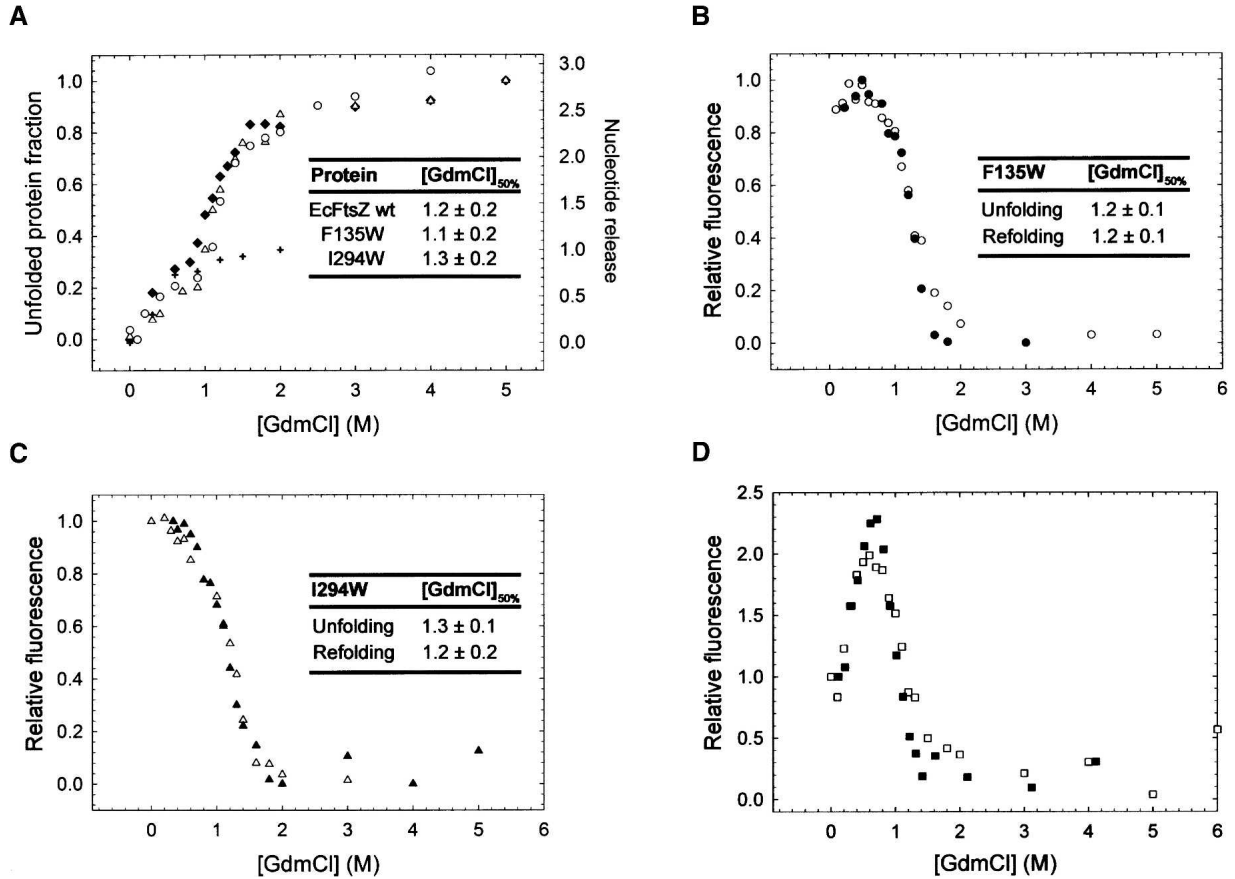 A
1.0
0.8
0.6
0.4
0.2
0.0
Unfolded protein fraction
3.0
2.5
2.0
1.5
1.0
0.5
0.0
Nucleotide release
Protein [GdmCl]50%
EcFtsZ wt 1.2 ± 0.2
F135W 1.1 ± 0.2
I294W 1.3 ± 0.2
0 1 2 3 4 5
[GdmCl] (M)
B
1.0
0.8
0.6
0.4
0.2
0.0
Relative fluorescence
F135W [GdmCl]50%
Unfolding 1.2 ± 0.1
Refolding 1.2 ± 0.1
0 1 2 3 4 5 6
[GdmCl] (M)
C
1.0
0.8
0.6
0.4
0.2
0.0
Relative fluorescence
I294W [GdmCl]50%
Unfolding 1.3 ± 0.1
Refolding 1.2 ± 0.2
0 1 2 3 4 5 6
[GdmCl] (M)
D
2.5
2.0
1.5
1.0
0.5
0.0
Relative fluorescence
0 1 2 3 4 5 6
[GdmCl] (M)